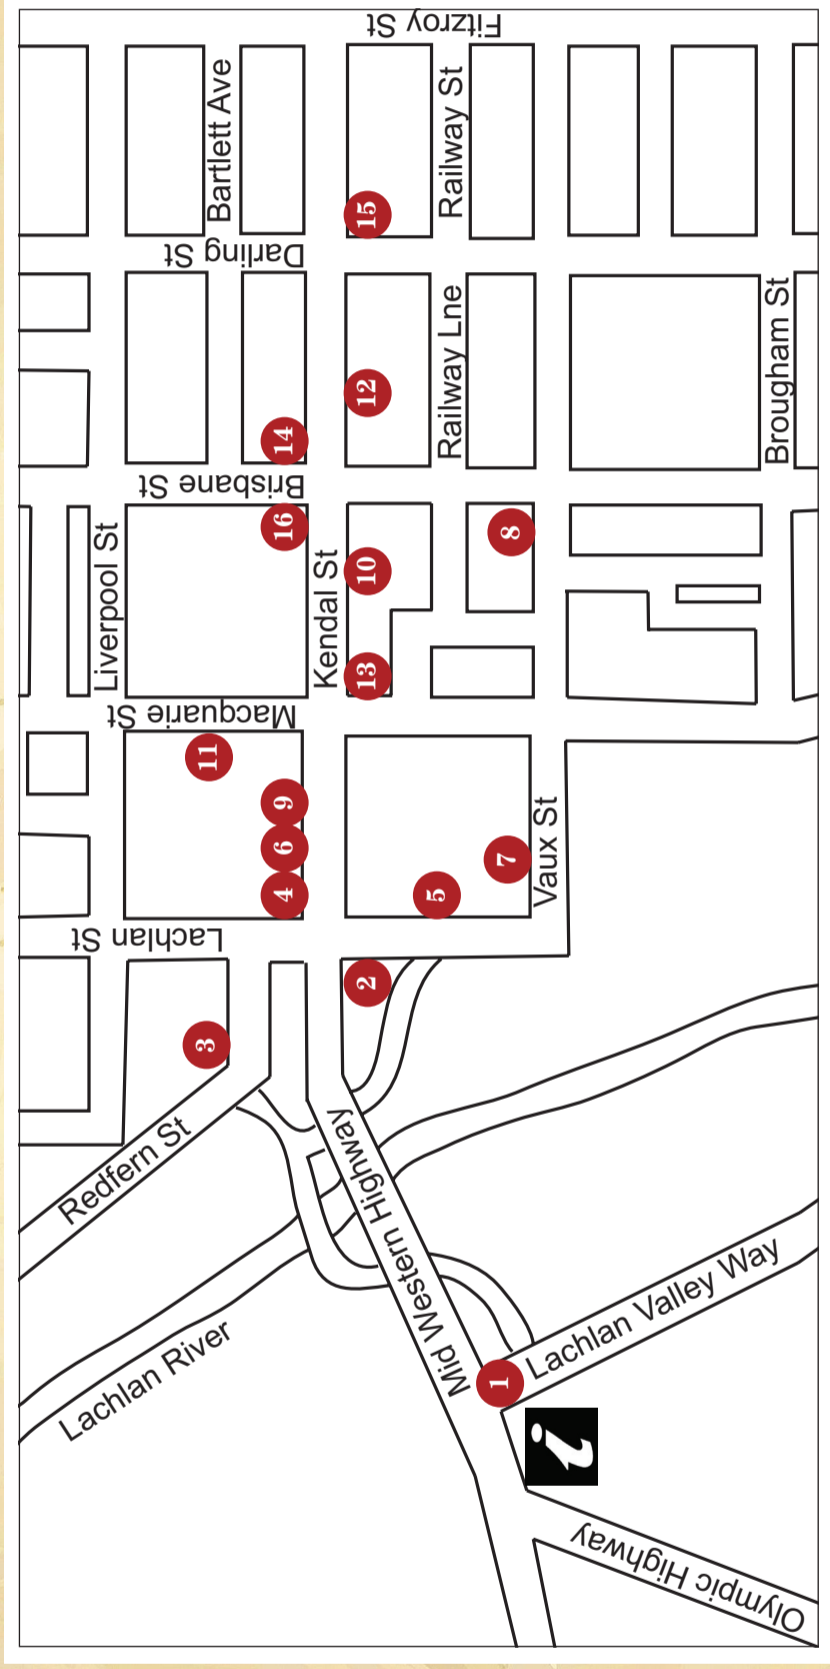 Fitzroy St
Bartlett Ave
Railway St
15
Darling St
Railway Lne
Brougham St
12
14
Brisbane St
16
8
Liverpool St
Kendal St
10
13
Macquarie St
11
9
6
4
7
5
Vaux St
Lachlan St
2
3
Redfern St
Mid Western Highway
Lachlan River
Lachlan Valley Way
1
i
Olympic Highway